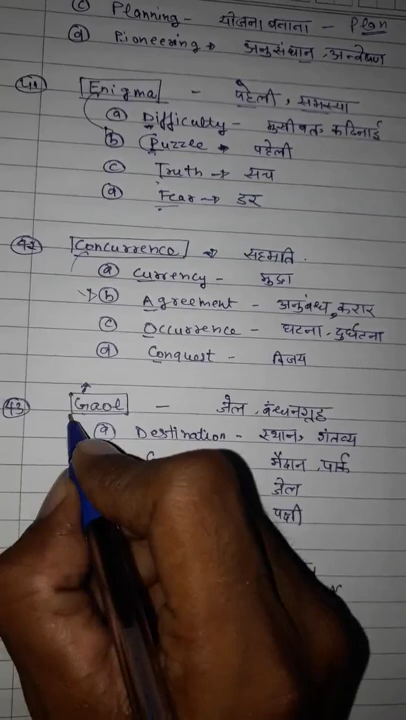 (c) Planning - योजना बनाना - Plan
(d) Pioneering → अनुसंधान, अन्वेषण
41 Enigma - पहेली, समस्या
(a) Difficulty - मुसीबत, कठिनाई
(b) Puzzle → पहेली
(c) Truth → सच
(d) Fear → डर
42 Concurrence → सहमति.
(a) Currency - मुद्रा
(b) Agreement - अनुबन्ध, करार
(c) Occurrence - घटना, दुर्घटना
(d) Conquest - विजय
43 Gaol - जेल, बंधनगृह
(a) Destination - स्थान, गंतव्य
मैदान, पार्क
जेल
पक्षी